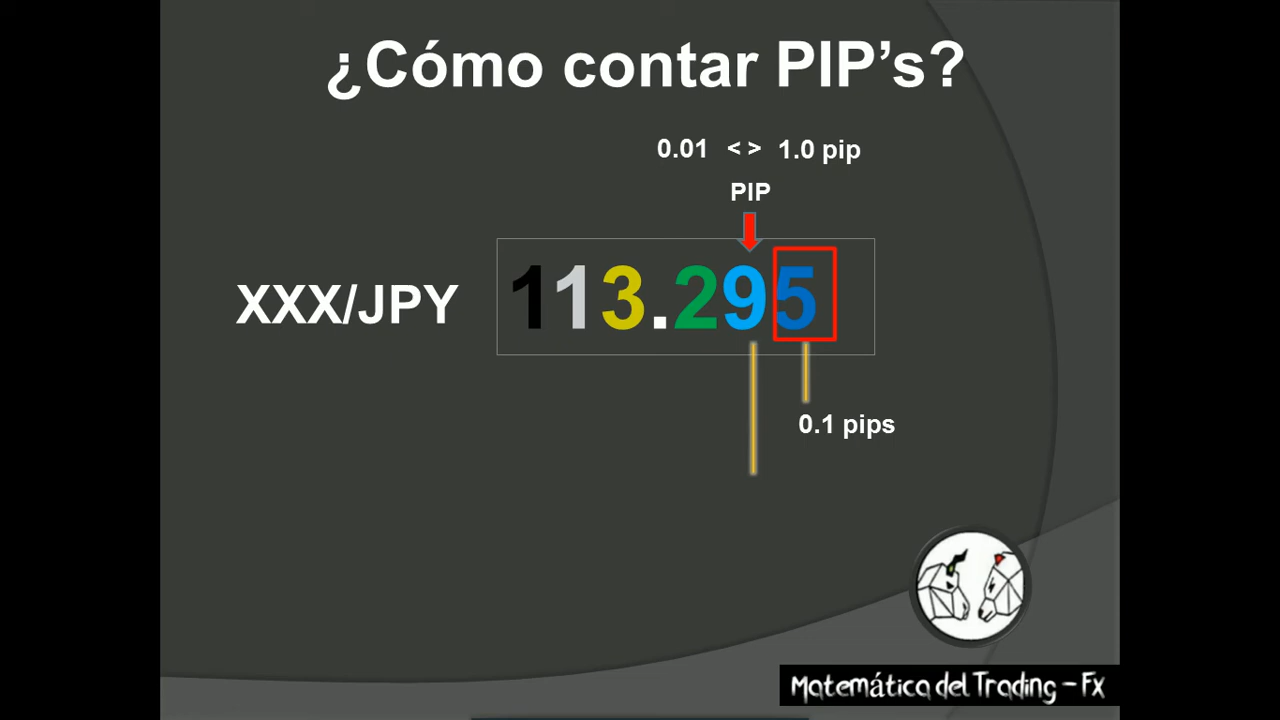 ¿Cómo contar PIP’s?
0.01 < > 1.0 pip
PIP
XXX/JPY 113.295
0.1 pips
Matemática del Trading – Fx